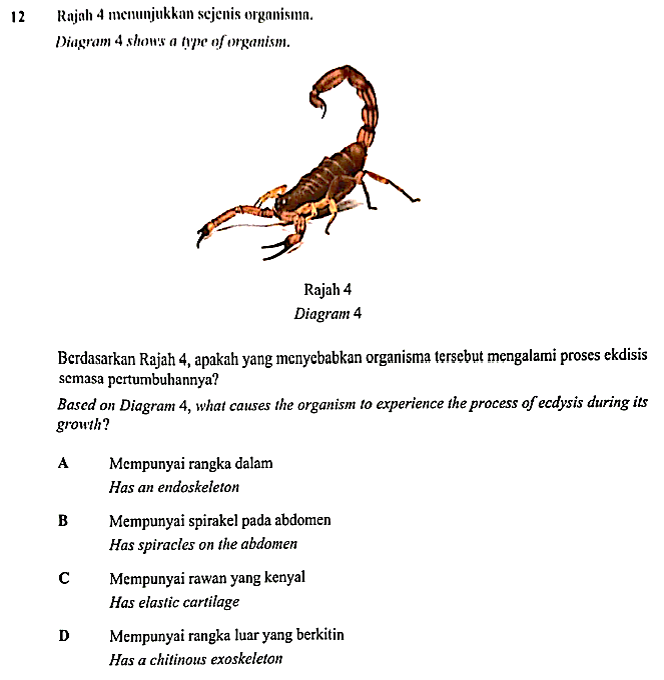 12 Rajah 4 menunjukkan sejenis organisma.
Diagram 4 shows a type of organism.
Rajah 4
Diagram 4
Berdasarkan Rajah 4, apakah yang menyebabkan organisma tersebut mengalami proses ekdisis
semasa pertumbuhannya?
Based on Diagram 4, what causes the organism to experience the process of ecdysis during its
growth?
A Mempunyai rangka dalam
Has an endoskeleton
B Mempunyai spirakel pada abdomen
Has spiracles on the abdomen
C Mempunyai rawan yang kenyal
Has elastic cartilage
D Mempunyai rangka luar yang berkitin
Has a chitinous exoskeleton